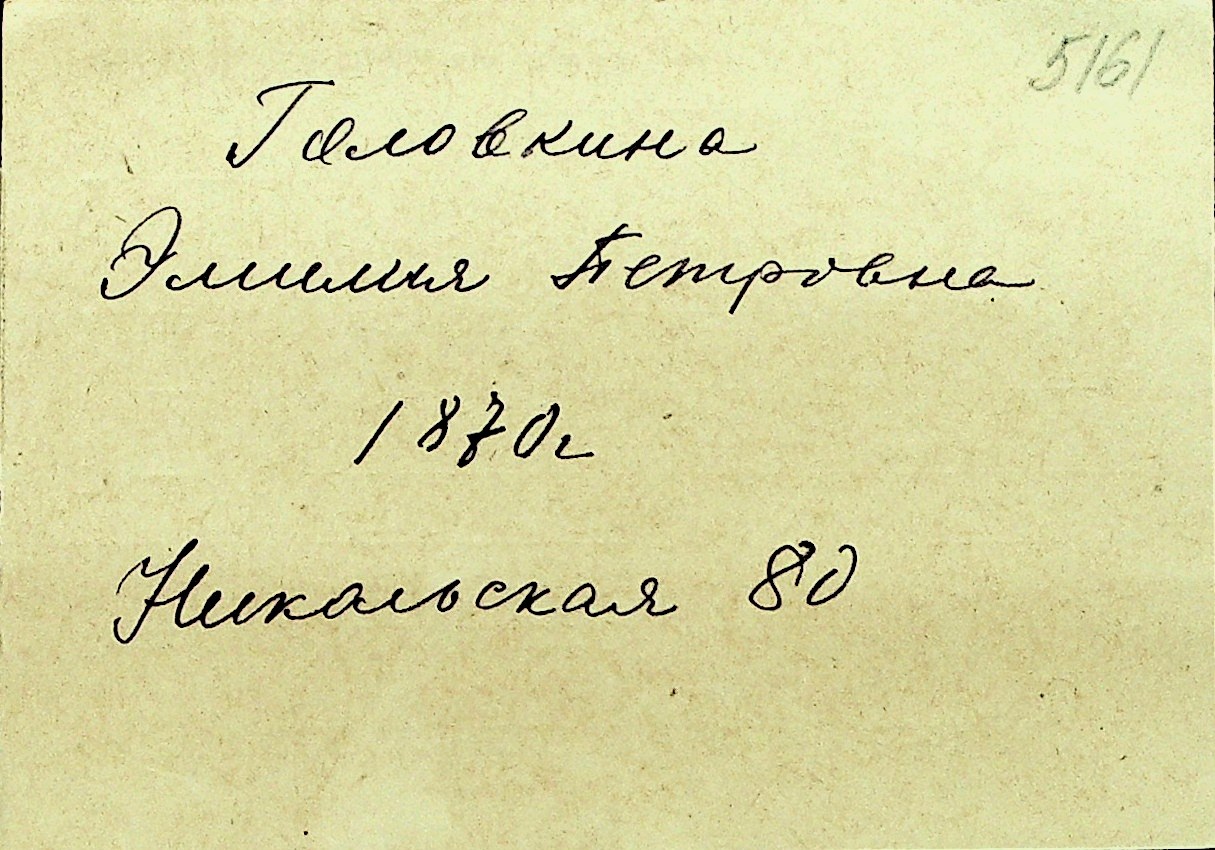 5161
Головкина
Эмилия Петровна
1870г
Никольская 80